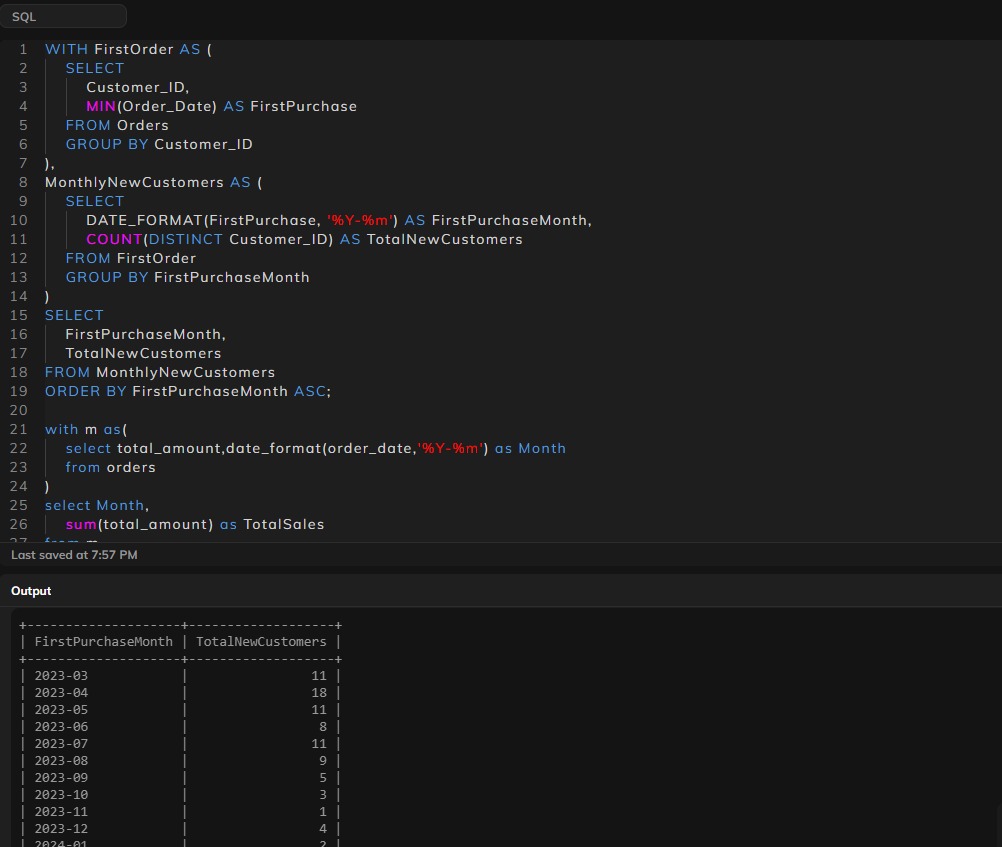 SQL
1 WITH FirstOrder AS (
2 SELECT
3 Customer_ID,
4 MIN(Order_Date) AS FirstPurchase
5 FROM Orders
6 GROUP BY Customer_ID
7 ),
8 MonthlyNewCustomers AS (
9 SELECT
10 DATE_FORMAT(FirstPurchase, '%Y-%m') AS FirstPurchaseMonth,
11 COUNT(DISTINCT Customer_ID) AS TotalNewCustomers
12 FROM FirstOrder
13 GROUP BY FirstPurchaseMonth
14 )
15 SELECT
16 FirstPurchaseMonth,
17 TotalNewCustomers
18 FROM MonthlyNewCustomers
19 ORDER BY FirstPurchaseMonth ASC;
20
21 with m as(
22 select total_amount,date_format(order_date,'%Y-%m') as Month
23 from orders
24 )
25 select Month,
26 sum(total_amount) as TotalSales
27 from m
Last saved at 7:57 PM
Output
+--------------------+-------------------+
| FirstPurchaseMonth | TotalNewCustomers |
+--------------------+-------------------+
| 2023-03 | 11 |
| 2023-04 | 18 |
| 2023-05 | 11 |
| 2023-06 | 8 |
| 2023-07 | 11 |
| 2023-08 | 9 |
| 2023-09 | 5 |
| 2023-10 | 3 |
| 2023-11 | 1 |
| 2023-12 | 4 |
| 2024-01 | 2 |